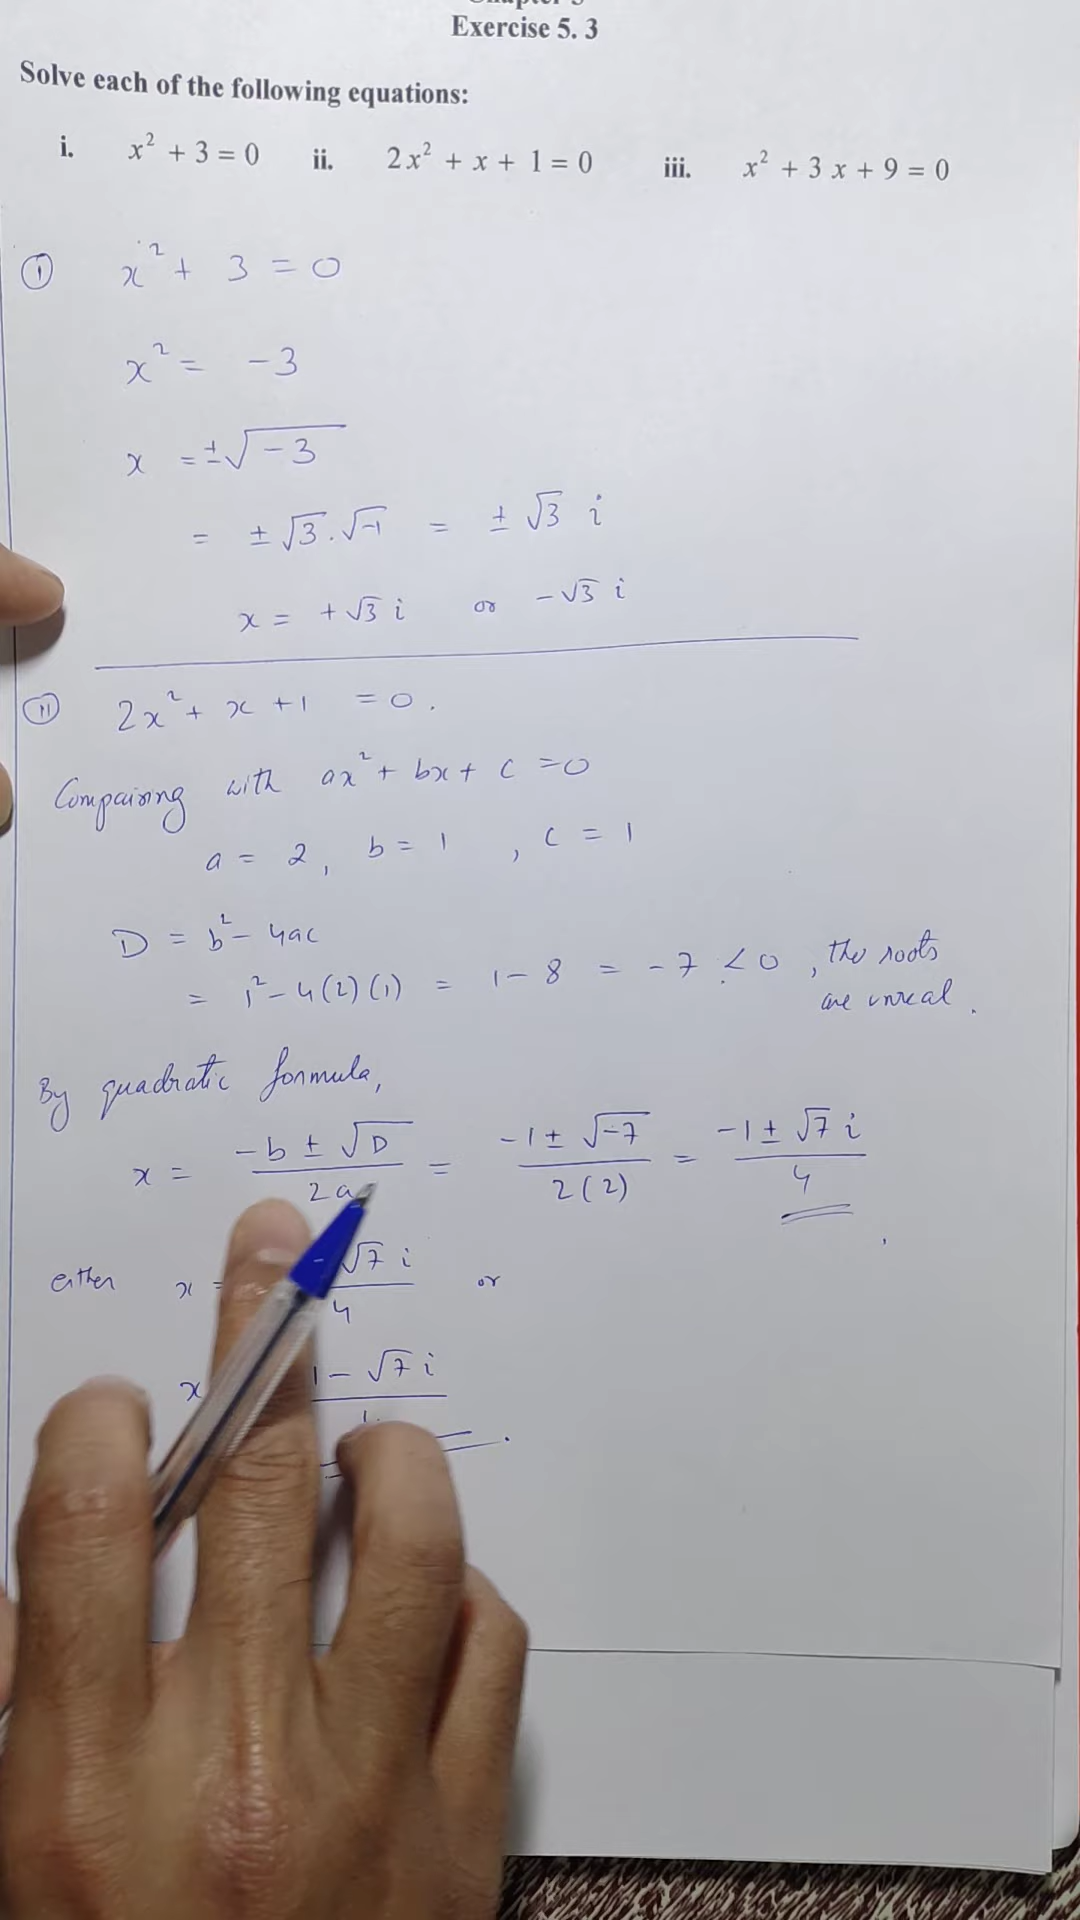 Exercise 5. 3
Solve each of the following equations:
i. x² + 3 = 0 ii. 2x² + x + 1 = 0 iii. x² + 3 x + 9 = 0
(i) x² + 3 = 0
x² = -3
x = ±√-3
= ±√3 . √-1 = ±√3 i
x = +√3 i or -√3 i
(ii) 2x² + x + 1 = 0 .
Comparing with ax² + bx + c = 0
a = 2 , b = 1 , c = 1
D = b² - 4ac
= 1² - 4(2)(1) = 1 - 8 = -7 < 0 , the roots
are unreal .
By quadratic formula,
x = (-b ± √D)/2a = (-1 ± √-7)/2(2) = (-1 ± √7 i)/4
either x = √7 i/4 or
x 1 - √7 i